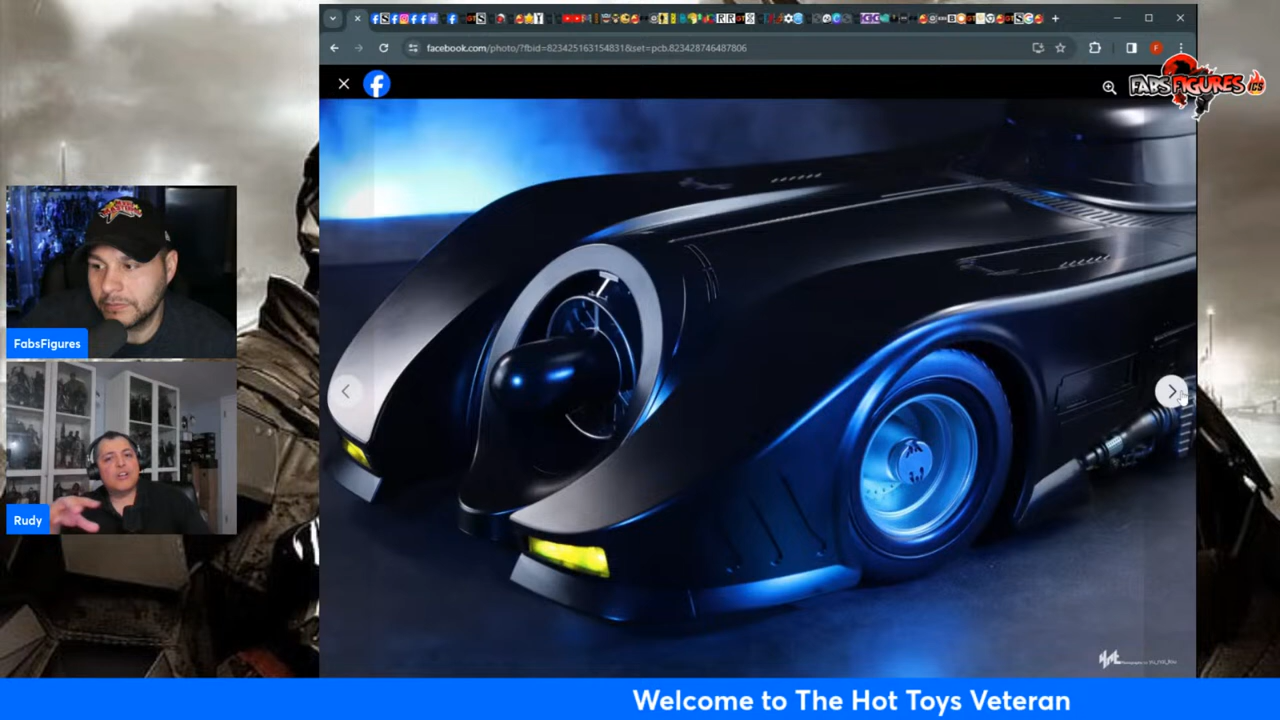 facebook.com/photo/?fbid=823425163154831&set=pcb.823428746487806
FABSFIGURES
FabsFigures
Rudy
Welcome to The Hot Toys Veteran